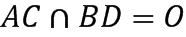 AC ∩ BD = O